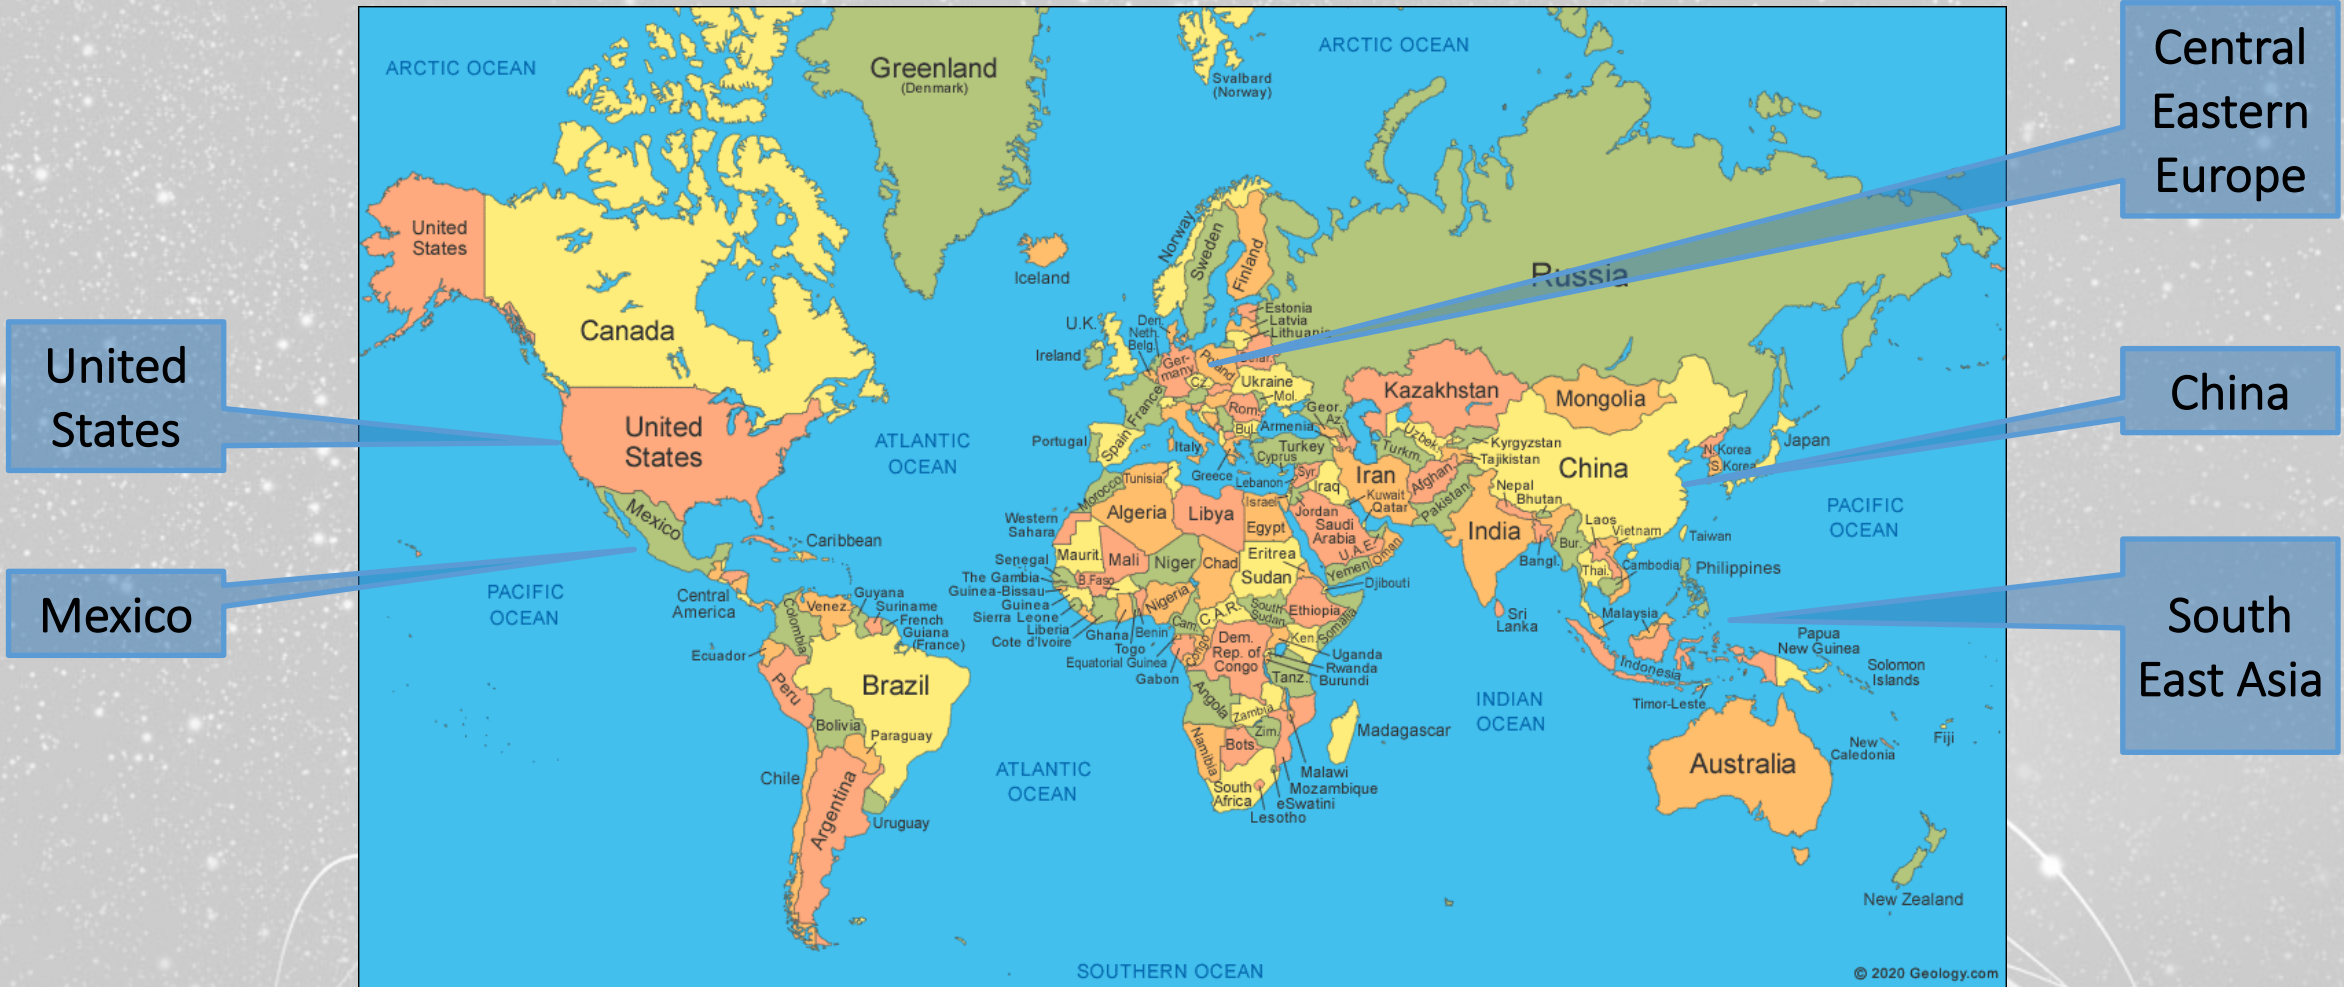 Central
Eastern
Europe
United
States
China
Mexico
South
East Asia
ARCTIC OCEAN
ARCTIC OCEAN
Greenland
(Denmark)
Svalbard
(Norway)
United
States
Canada
Iceland
Norway
Sweden
Finland
Russia
Estonia
Latvia
Lithuania
U.K.
Ireland
Den.
Neth.
Belg.
Ger-
many
Poland
Belar.
Cz.
Ukraine
Mol.
France
Rom.
Bul.
Portugal
Spain
Italy
Greece
Geor.
Az.
Armenia
Turkey
Cyprus
Lebanon
Syr.
Israel
Iraq
Jordan
Kuwait
Qatar
Saudi
Arabia
U.A.E.
Oman
Yemen
Iran
Kazakhstan
Uzbek.
Turkm.
Kyrgyzstan
Tajikistan
Afghan.
Pakistan
Mongolia
China
N. Korea
S. Korea
Japan
Nepal
Bhutan
India
Bangl.
Bur.
Laos
Vietnam
Thai.
Cambodia
Taiwan
Philippines
Sri
Lanka
Malaysia
Indonesia
Timor-Leste
Papua
New Guinea
Solomon
Islands
Fiji
New
Caledonia
Australia
New Zealand
United
States
Mexico
Caribbean
Central
America
ATLANTIC
OCEAN
PACIFIC
OCEAN
PACIFIC
OCEAN
Venez.
Guyana
Suriname
French
Guiana
(France)
Colombia
Ecuador
Peru
Brazil
Bolivia
Paraguay
Chile
Argentina
Uruguay
ATLANTIC
OCEAN
INDIAN
OCEAN
Morocco
Tunisia
Algeria
Libya
Egypt
Western
Sahara
Maurit.
Mali
Niger
Chad
Eritrea
Sudan
Djibouti
Senegal
The Gambia
Guinea-Bissau
Guinea
Sierra Leone
Liberia
Cote d'Ivoire
B.Faso
Ghana
Togo
Benin
Nigeria
Equatorial Guinea
Gabon
Cam.
C.A.R.
South
Sudan
Ethiopia
Somalia
Congo
Dem.
Rep. of
Congo
Ken.
Uganda
Rwanda
Burundi
Tanz.
Angola
Zambia
Zim.
Namibia
Bots.
Madagascar
Malawi
Mozambique
eSwatini
Lesotho
South
Africa
SOUTHERN OCEAN
© 2020 Geology.com